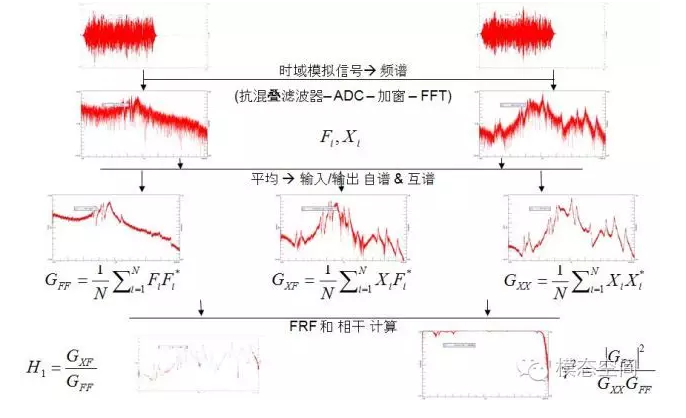 时域模拟信号→ 频谱
(抗混叠滤波器–ADC–加窗–FFT)
F_i, X_i
平均 → 输入/输出 自谱 & 互谱
G_{FF} = \frac{1}{N} \sum_{i=1}^{N} F_i F_i^*
G_{XF} = \frac{1}{N} \sum_{i=1}^{N} X_i F_i^*
G_{XX} = \frac{1}{N} \sum_{i=1}^{N} X_i X_i^*
FRF 和 相干 计算
H_1 = \frac{G_{XF}}{G_{FF}}
模态空间
\frac{|G|^2}{G_{XX} G_{FF}}